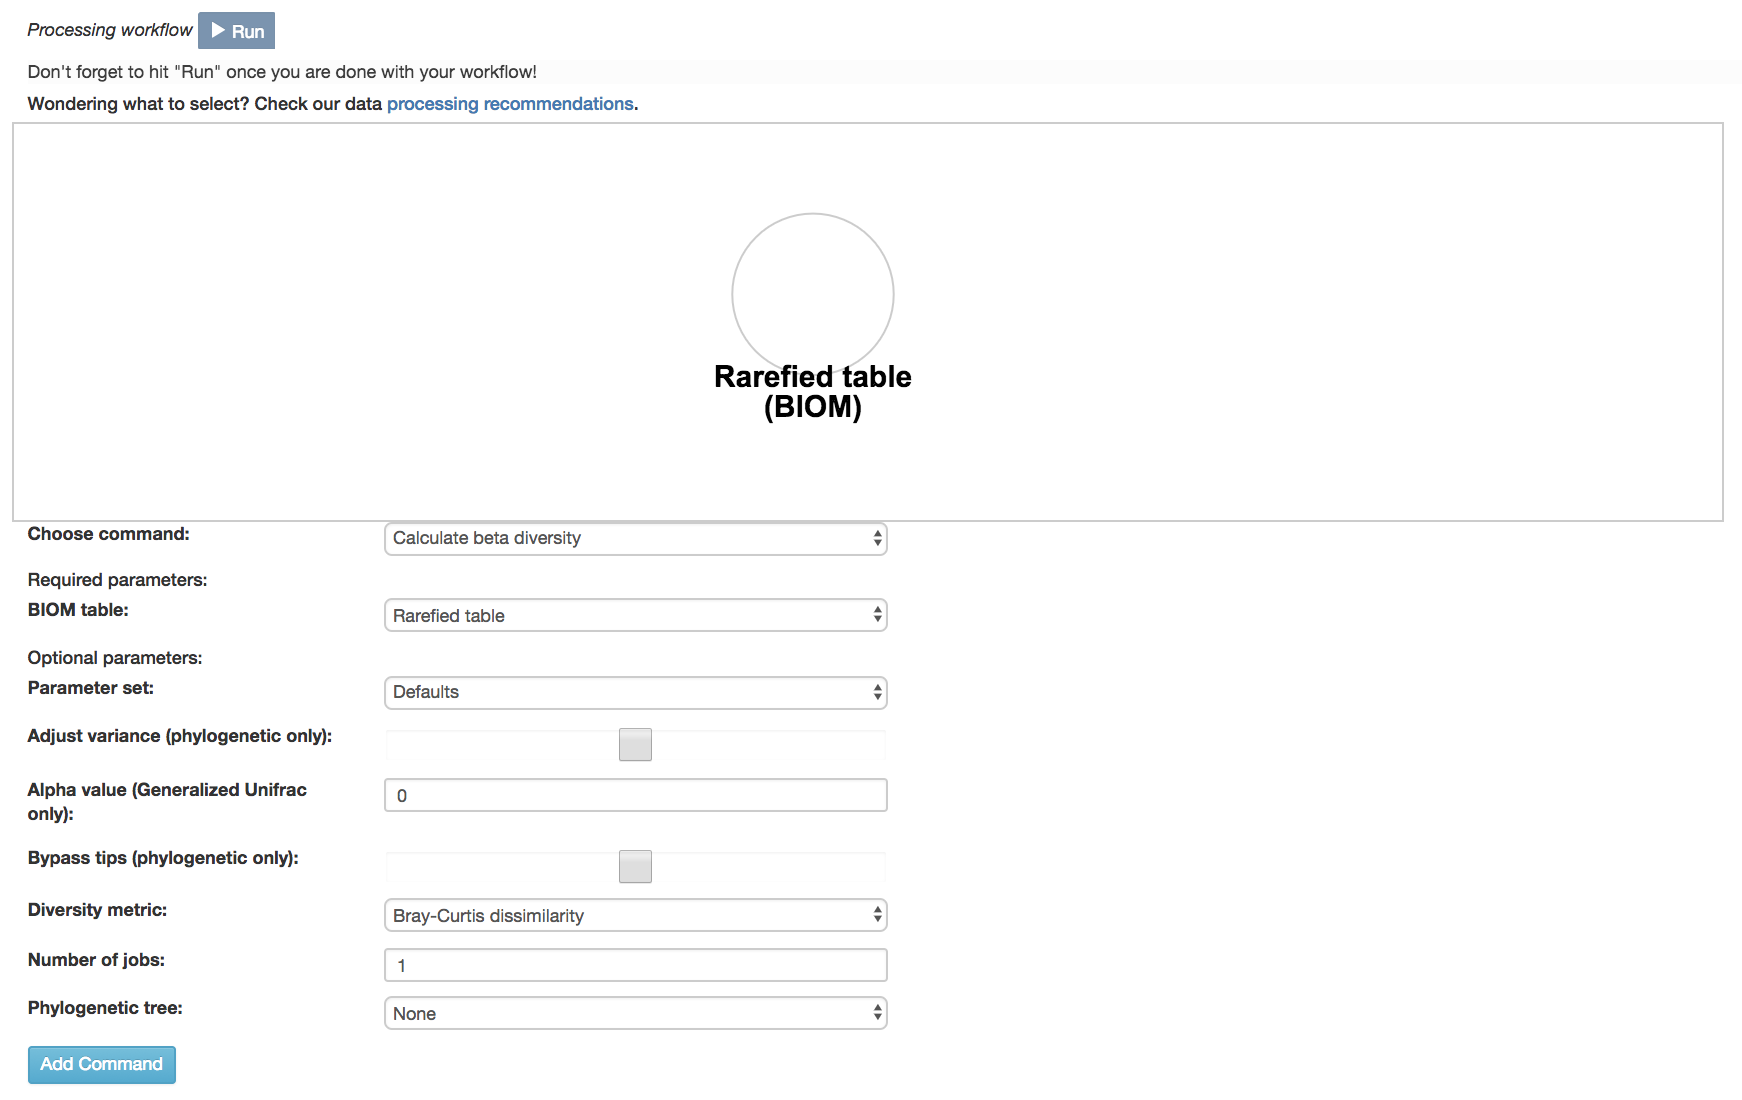 Processing workflow Run
Don't forget to hit "Run" once you are done with your workflow!
Wondering what to select? Check our data processing recommendations.
Rarefied table
(BIOM)
Choose command: Calculate beta diversity
Required parameters:
BIOM table: Rarefied table
Optional parameters:
Parameter set: Defaults
Adjust variance (phylogenetic only):
Alpha value (Generalized Unifrac
only): 0
Bypass tips (phylogenetic only):
Diversity metric: Bray-Curtis dissimilarity
Number of jobs: 1
Phylogenetic tree: None
Add Command